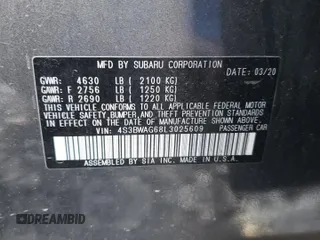 MFD BY SUBARU CORPORATION
GVWR: 4630 LB ( 2100 KG) DATE: 03/20
GAWR: F 2756 LB ( 1250 KG)
GAWR: R 2690 LB ( 1220 KG)
THIS VEHICLE CONFORMS TO ALL APPLICABLE FEDERAL MOTOR
VEHICLE SAFETY, BUMPER, AND THEFT PREVENTION STANDARDS
IN EFFECT ON THE DATE OF MANUFACTURE SHOWN ABOVE.
VIN: 4S3BWAG68L3025609 PASSENGER CAR
ASSEMBLED BY SIA INC. MADE IN U.S.A.
DREAMBID